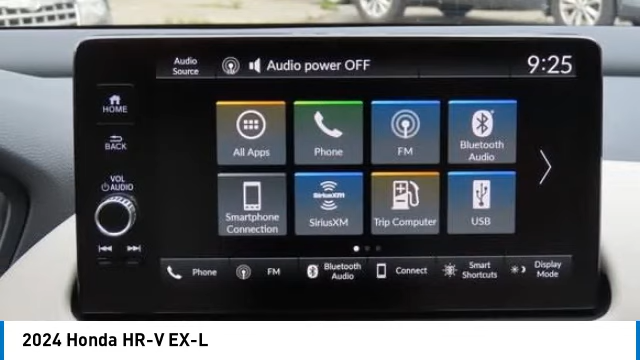 Audio Source
Audio power OFF
9:25
HOME
BACK
VOL
AUDIO
All Apps
Phone
FM
Bluetooth Audio
Smartphone Connection
SiriusXM
SiriusXM
Trip Computer
USB
Phone
FM
Bluetooth Audio
Connect
Smart Shortcuts
Display Mode
2024 Honda HR-V EX-L